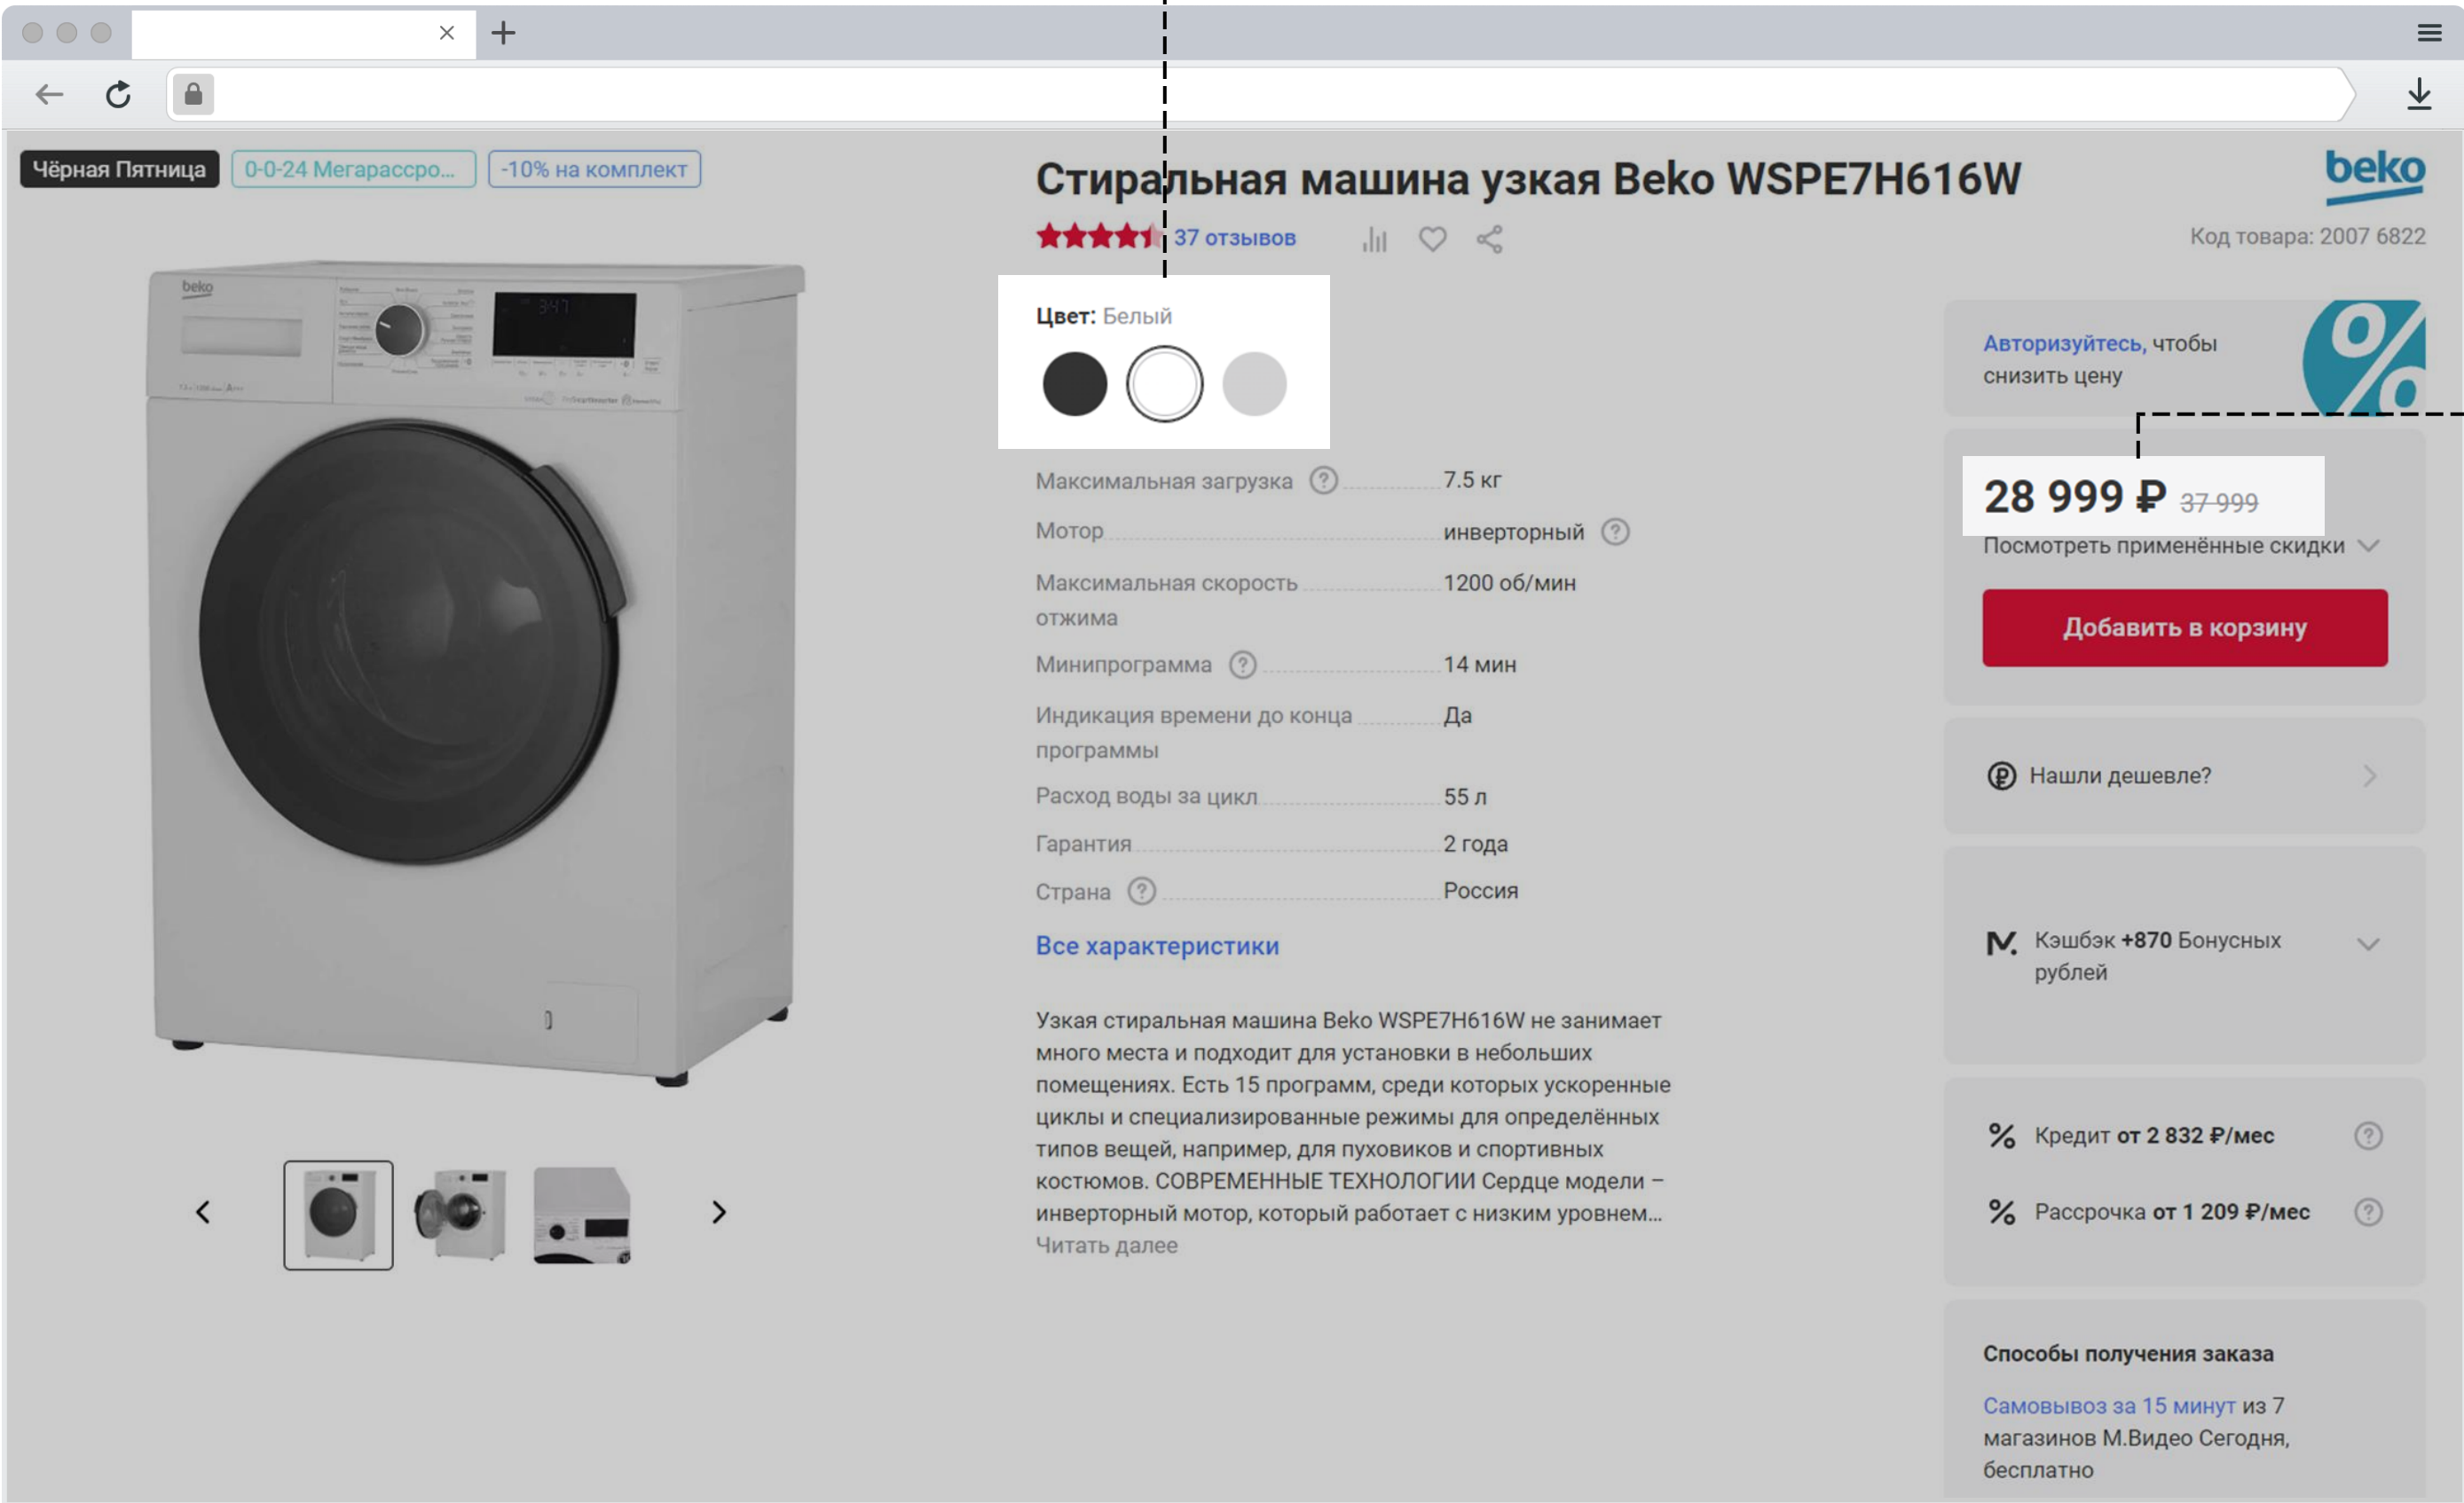 Чёрная Пятница
0-0-24 Мегарассро...
-10% на комплект
beko
3:47
Стиральная машина узкая Beko WSPE7H616W
37 отзывов
Цвет: Белый
Максимальная загрузка 7.5 кг
Мотор инверторный
Максимальная скорость 1200 об/мин
отжима
Минипрограмма 14 мин
Индикация времени до конца Да
программы
Расход воды за цикл 55 л
Гарантия 2 года
Страна Россия
Все характеристики
Узкая стиральная машина Beko WSPE7H616W не занимает
много места и подходит для установки в небольших
помещениях. Есть 15 программ, среди которых ускоренные
циклы и специализированные режимы для определённых
типов вещей, например, для пуховиков и спортивных
костюмов. СОВРЕМЕННЫЕ ТЕХНОЛОГИИ Сердце модели –
инверторный мотор, который работает с низким уровнем...
Читать далее
beko
Код товара: 2007 6822
Авторизуйтесь, чтобы
снизить цену
%
28 999 ₽ 37 999
Посмотреть применённые скидки
Добавить в корзину
Нашли дешевле?
М. Кэшбэк +870 Бонусных
рублей
% Кредит от 2 832 ₽/мес
% Рассрочка от 1 209 ₽/мес
Способы получения заказа
Самовывоз за 15 минут из 7
магазинов М.Видео Сегодня,
бесплатно